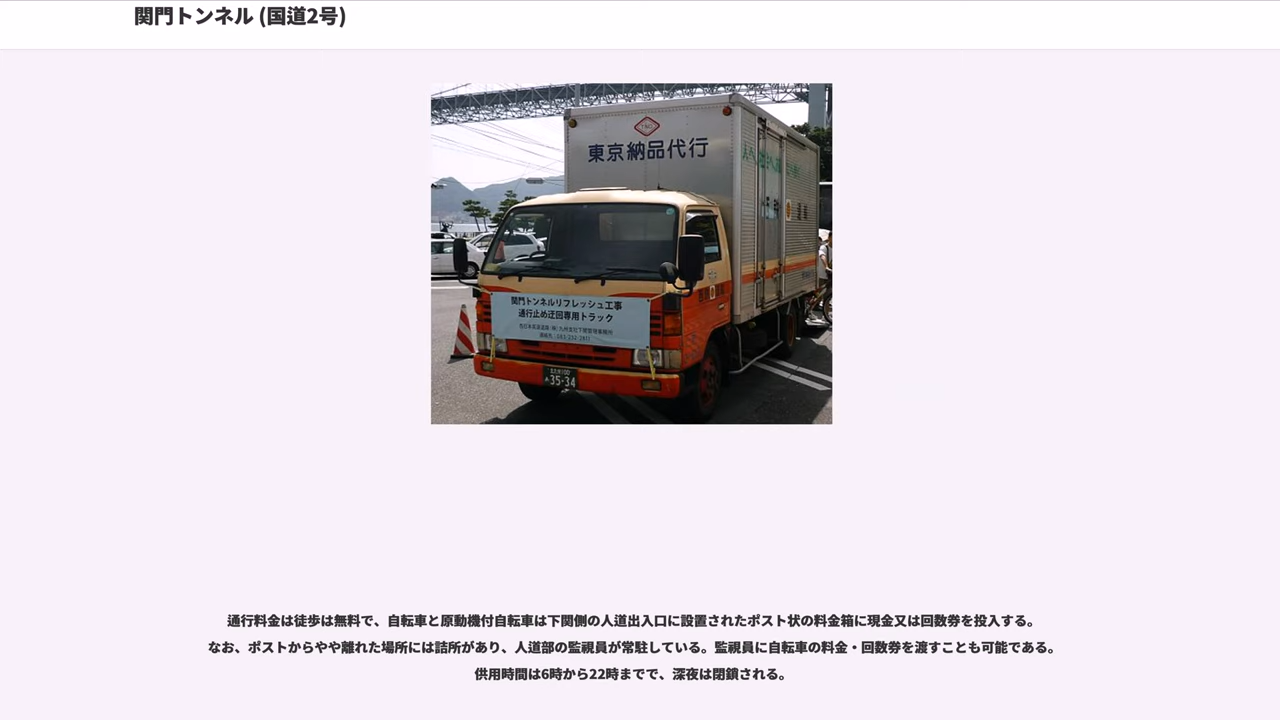 関門トンネル (国道2号)
東京納品代行
関門トンネルリフレッシュ工事
通行止め迂回専用トラック
35-34
通行料金は徒歩は無料で、自転車と原動機付自転車は下関側の人道出入口に設置されたポスト状の料金箱に現金又は回数券を投入する。
なお、ポストからやや離れた場所には詰所があり、人道部の監視員が常駐している。監視員に自転車の料金・回数券を渡すことも可能である。
供用時間は6時から22時までで、深夜は閉鎖される。